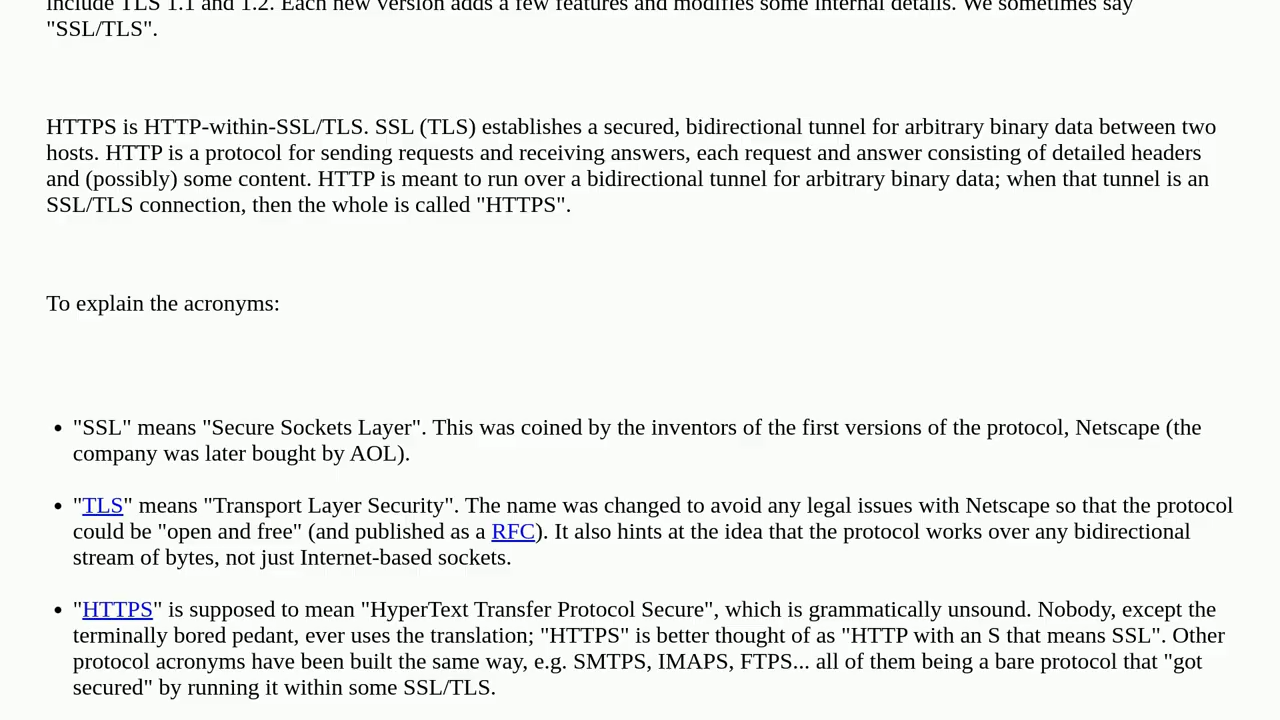 include TLS 1.1 and 1.2. Each new version adds a few features and modifies some internal details. We sometimes say
"SSL/TLS".
HTTPS is HTTP-within-SSL/TLS. SSL (TLS) establishes a secured, bidirectional tunnel for arbitrary binary data between two
hosts. HTTP is a protocol for sending requests and receiving answers, each request and answer consisting of detailed headers
and (possibly) some content. HTTP is meant to run over a bidirectional tunnel for arbitrary binary data; when that tunnel is an
SSL/TLS connection, then the whole is called "HTTPS".
To explain the acronyms:
• "SSL" means "Secure Sockets Layer". This was coined by the inventors of the first versions of the protocol, Netscape (the
company was later bought by AOL).
• "TLS" means "Transport Layer Security". The name was changed to avoid any legal issues with Netscape so that the protocol
could be "open and free" (and published as a RFC). It also hints at the idea that the protocol works over any bidirectional
stream of bytes, not just Internet-based sockets.
• "HTTPS" is supposed to mean "HyperText Transfer Protocol Secure", which is grammatically unsound. Nobody, except the
terminally bored pedant, ever uses the translation; "HTTPS" is better thought of as "HTTP with an S that means SSL". Other
protocol acronyms have been built the same way, e.g. SMTPS, IMAPS, FTPS... all of them being a bare protocol that "got
secured" by running it within some SSL/TLS.